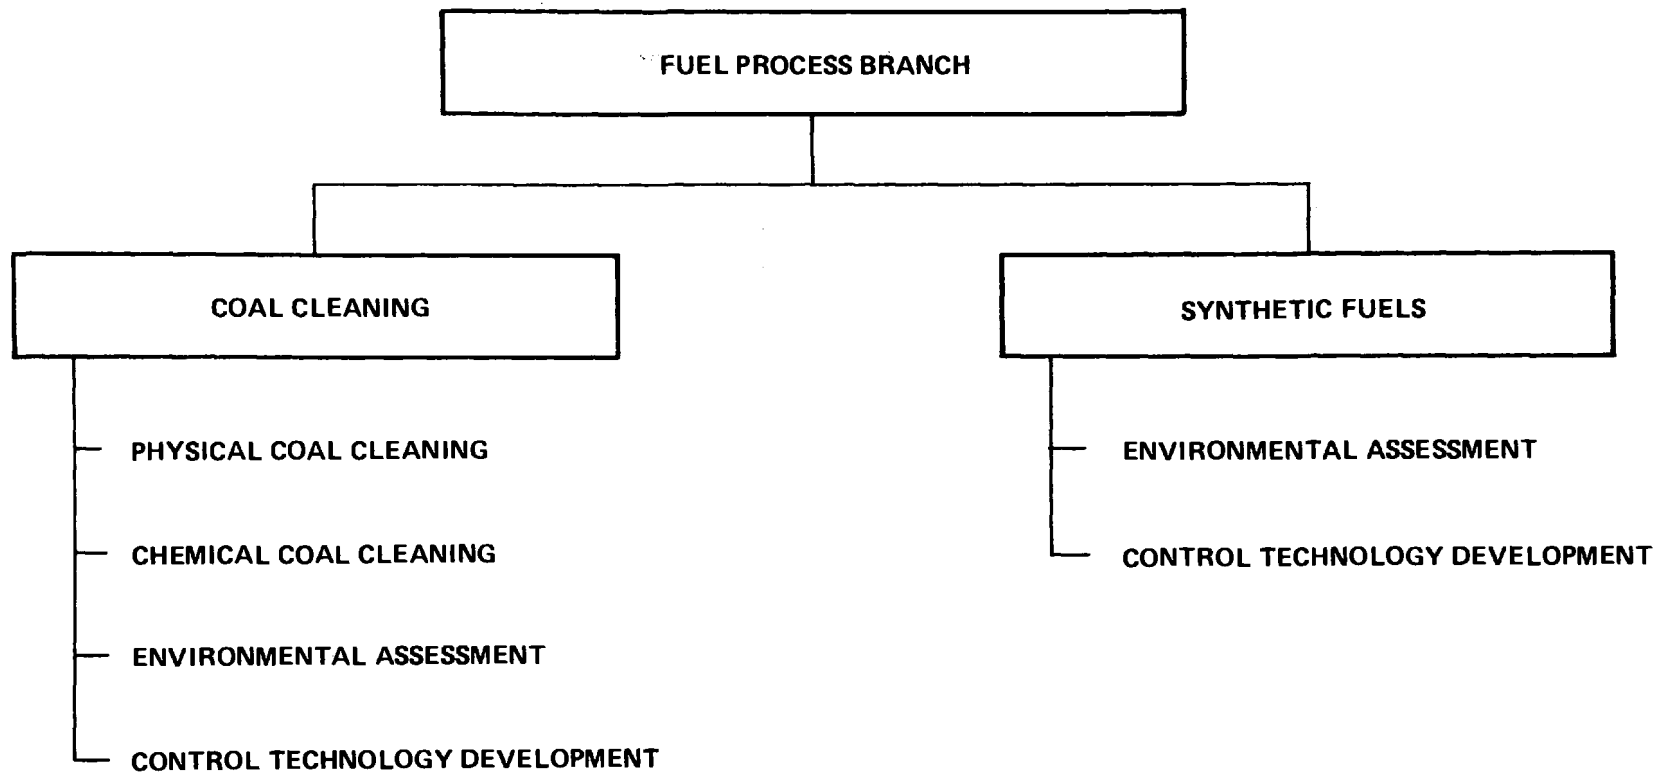 FUEL PROCESS BRANCH
COAL CLEANING
PHYSICAL COAL CLEANING
CHEMICAL COAL CLEANING
ENVIRONMENTAL ASSESSMENT
CONTROL TECHNOLOGY DEVELOPMENT
SYNTHETIC FUELS
ENVIRONMENTAL ASSESSMENT
CONTROL TECHNOLOGY DEVELOPMENT